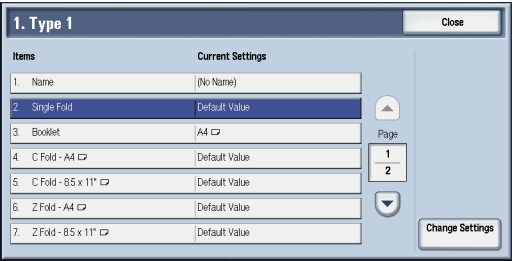 1. Type 1
Close
Items Current Settings
1. Name (No Name)
2. Single Fold Default Value
3. Booklet A4
4. C Fold - A4 Default Value
5. C Fold - 8.5 x 11" Default Value
6. Z Fold - A4 Default Value
7. Z Fold - 8.5 x 11" Default Value
Page
1
2
Change Settings